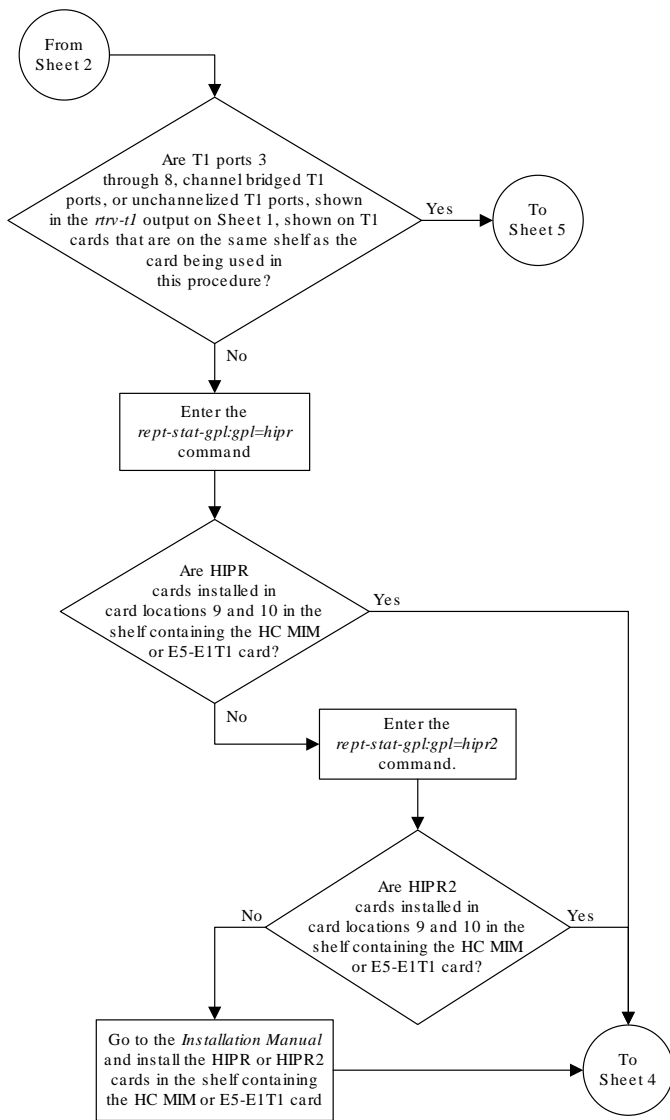 From
Sheet 2
Are T1 ports 3
through 8, channel bridged T1
ports, or unchannelized T1 ports, shown
in the rtrv-t1 output on Sheet 1, shown on T1
cards that are on the same shelf as the
card being used in
this procedure?
Yes
To
Sheet 5
No
Enter the
rept-stat-gpl:gpl=hipr
command
Are HIPR
cards installed in
card locations 9 and 10 in the
shelf containing the HC MIM
or E5-E1T1 card?
Yes
No
Enter the
rept-stat-gpl:gpl=hipr2
command.
Are HIPR2
cards installed in
card locations 9 and 10 in the
shelf containing the HC MIM
or E5-E1T1 card?
No
Yes
Go to the Installation Manual
and install the HIPR or HIPR2
cards in the shelf containing
the HC MIM or E5-E1T1 card
To
Sheet 4